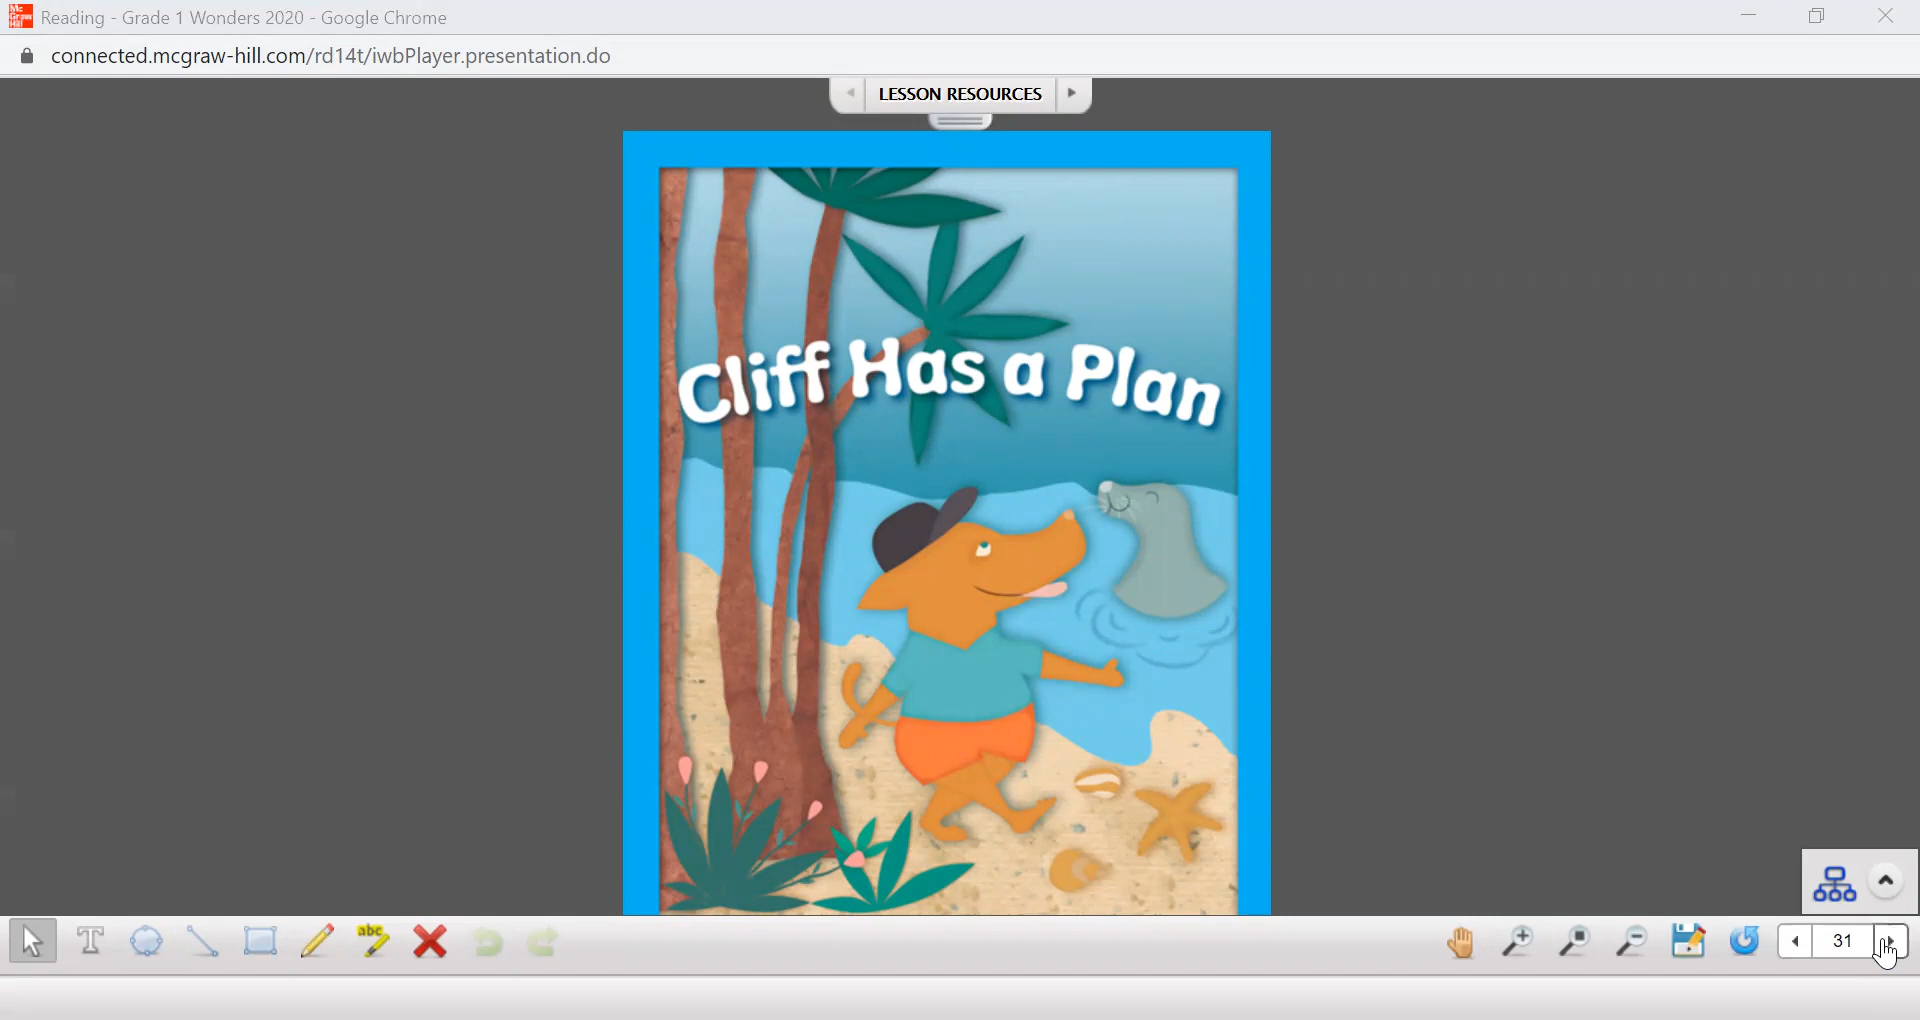 Reading - Grade 1 Wonders 2020 - Google Chrome
connected.mcgraw-hill.com/rd14t/iwbPlayer.presentation.do
LESSON RESOURCES
Cliff Has a Plan
T
abc
31